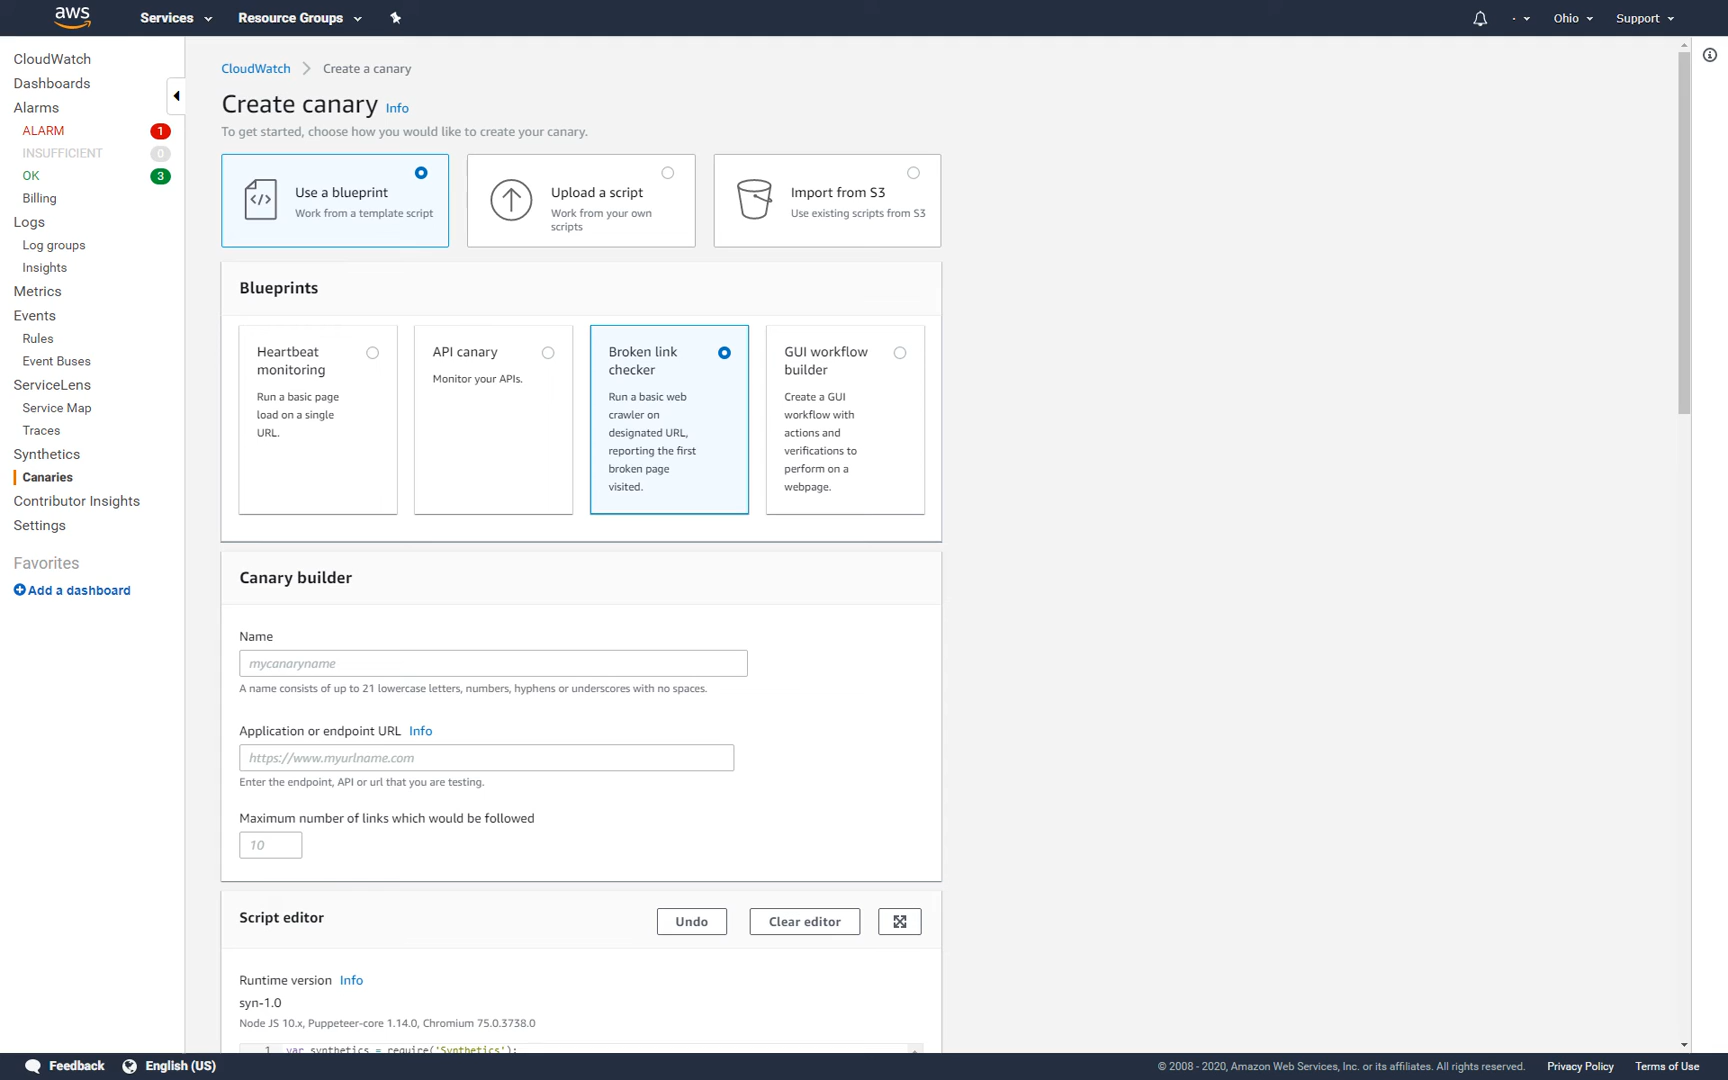 aws
Services
Resource Groups
Ohio
Support
CloudWatch
Dashboards
Alarms
ALARM 1
INSUFFICIENT 0
OK 3
Billing
Logs
Log groups
Insights
Metrics
Events
Rules
Event Buses
ServiceLens
Service Map
Traces
Synthetics
Canaries
Contributor Insights
Settings
Favorites
Add a dashboard
CloudWatch
Create a canary
Create canary Info
To get started, choose how you would like to create your canary.
Use a blueprint
Work from a template script
Upload a script
Work from your own
scripts
Import from S3
Use existing scripts from S3
Blueprints
Heartbeat
monitoring
Run a basic page
load on a single
URL.
API canary
Monitor your APIs.
Broken link
checker
Run a basic web
crawler on
designated URL,
reporting the first
broken page
visited.
GUI workflow
builder
Create a GUI
workflow with
actions and
verifications to
perform on a
webpage.
Canary builder
Name
mycanaryname
A name consists of up to 21 lowercase letters, numbers, hyphens or underscores with no spaces.
Application or endpoint URL Info
https://www.myurlname.com
Enter the endpoint, API or url that you are testing.
Maximum number of links which would be followed
10
Script editor
Undo
Clear editor
Runtime version Info
syn-1.0
Node JS 10.x, Puppeteer-core 1.14.0, Chromium 75.0.3738.0
1 var synthetics = require('Synthetics');
Feedback
English (US)
© 2008 - 2020, Amazon Web Services, Inc. or its affiliates. All rights reserved.
Privacy Policy
Terms of Use